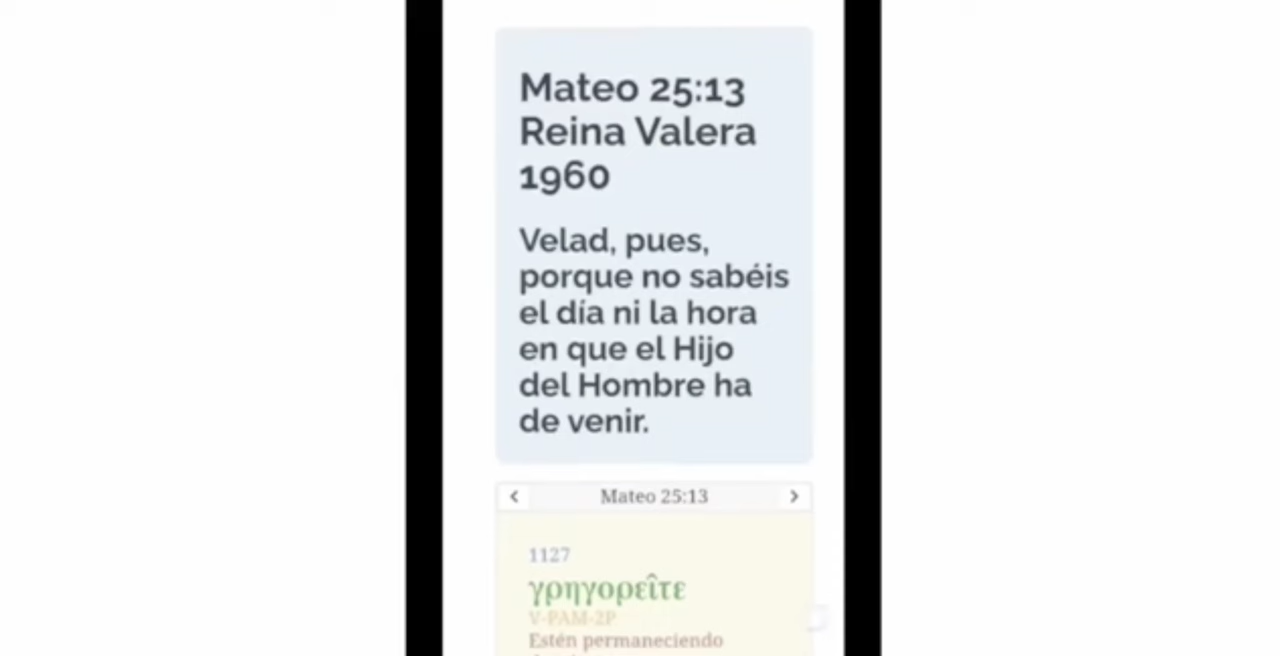 Mateo 25:13
Reina Valera
1960
Velad, pues,
porque no sabéis
el día ni la hora
en que el Hijo
del Hombre ha
de venir.
Mateo 25:13
1127
γρηγορεῖτε
V-PAM-2P
Estén permaneciendo